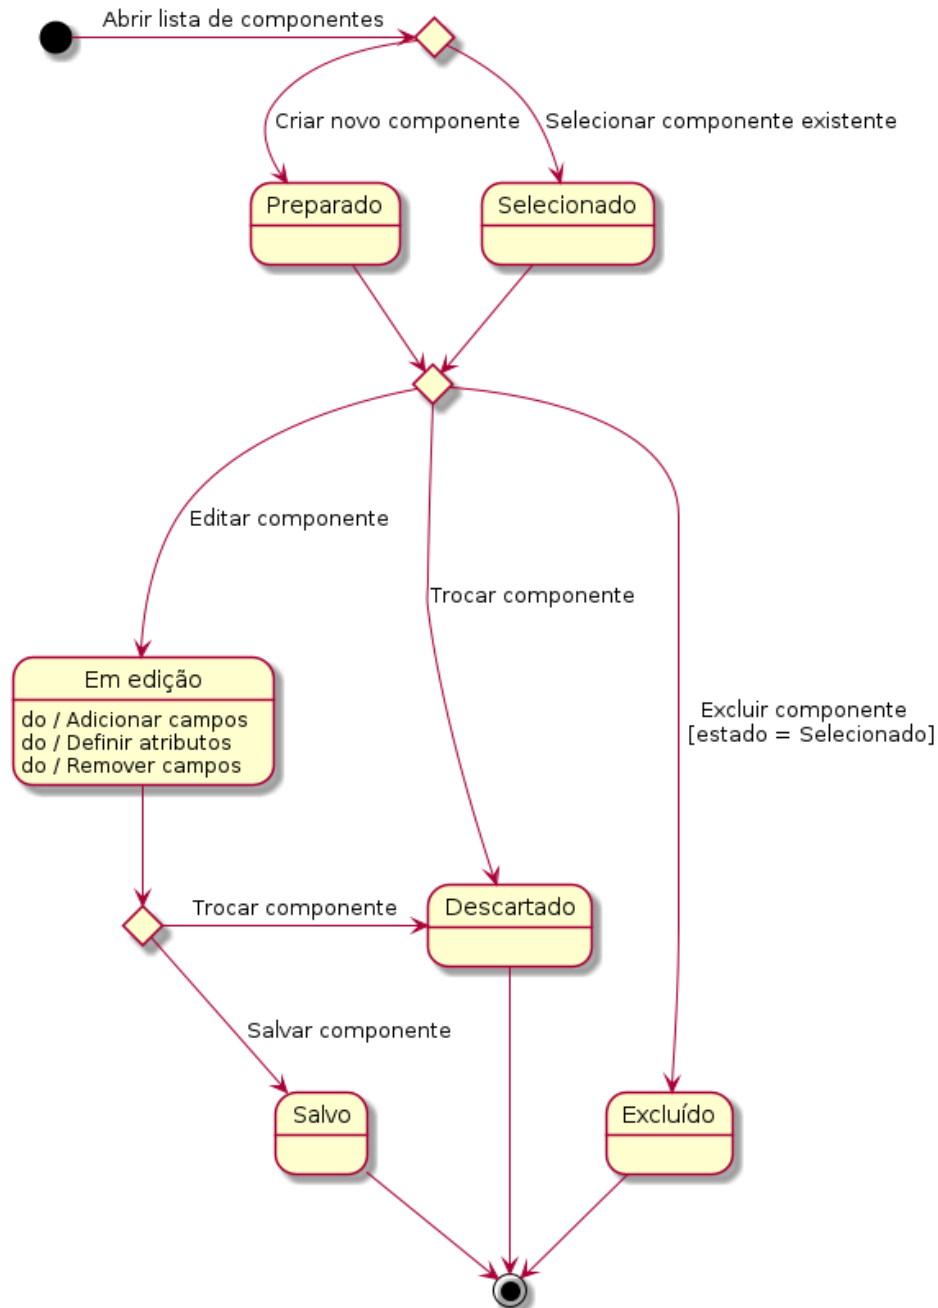 Abrir lista de componentes
Criar novo componente
Selecionar componente existente
Preparado
Selecionado
Editar componente
Trocar componente
Em edição
do / Adicionar campos
do / Definir atributos
do / Remover campos
Excluir componente
[estado = Selecionado]
Trocar componente
Descartado
Salvar componente
Salvo
Excluído